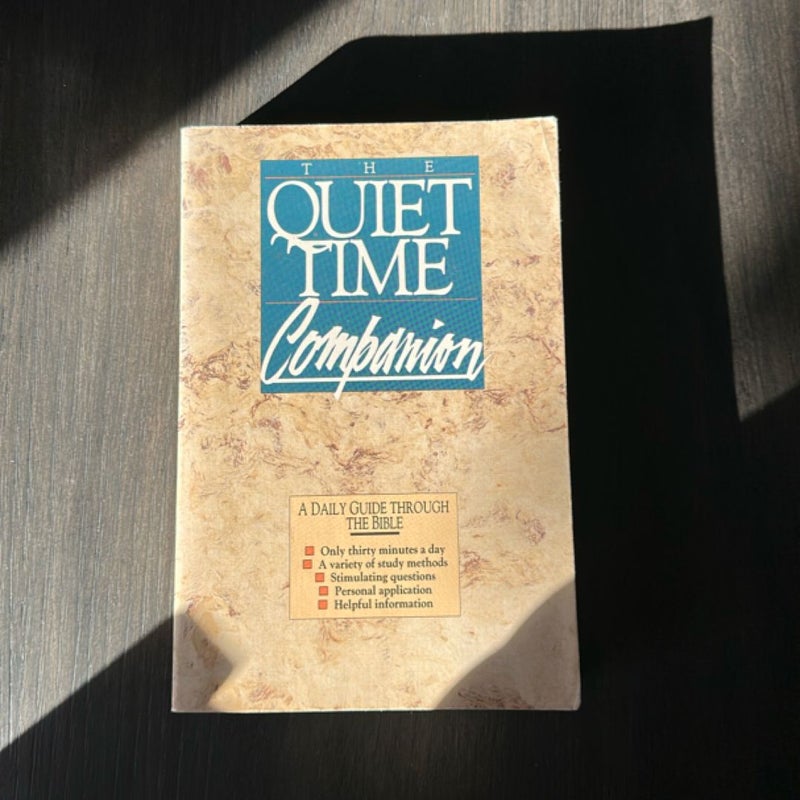 THE
QUIET
TIME
Companion
A DAILY GUIDE THROUGH
THE BIBLE
Only thirty minutes a day
A variety of study methods
Stimulating questions
Personal application
Helpful information